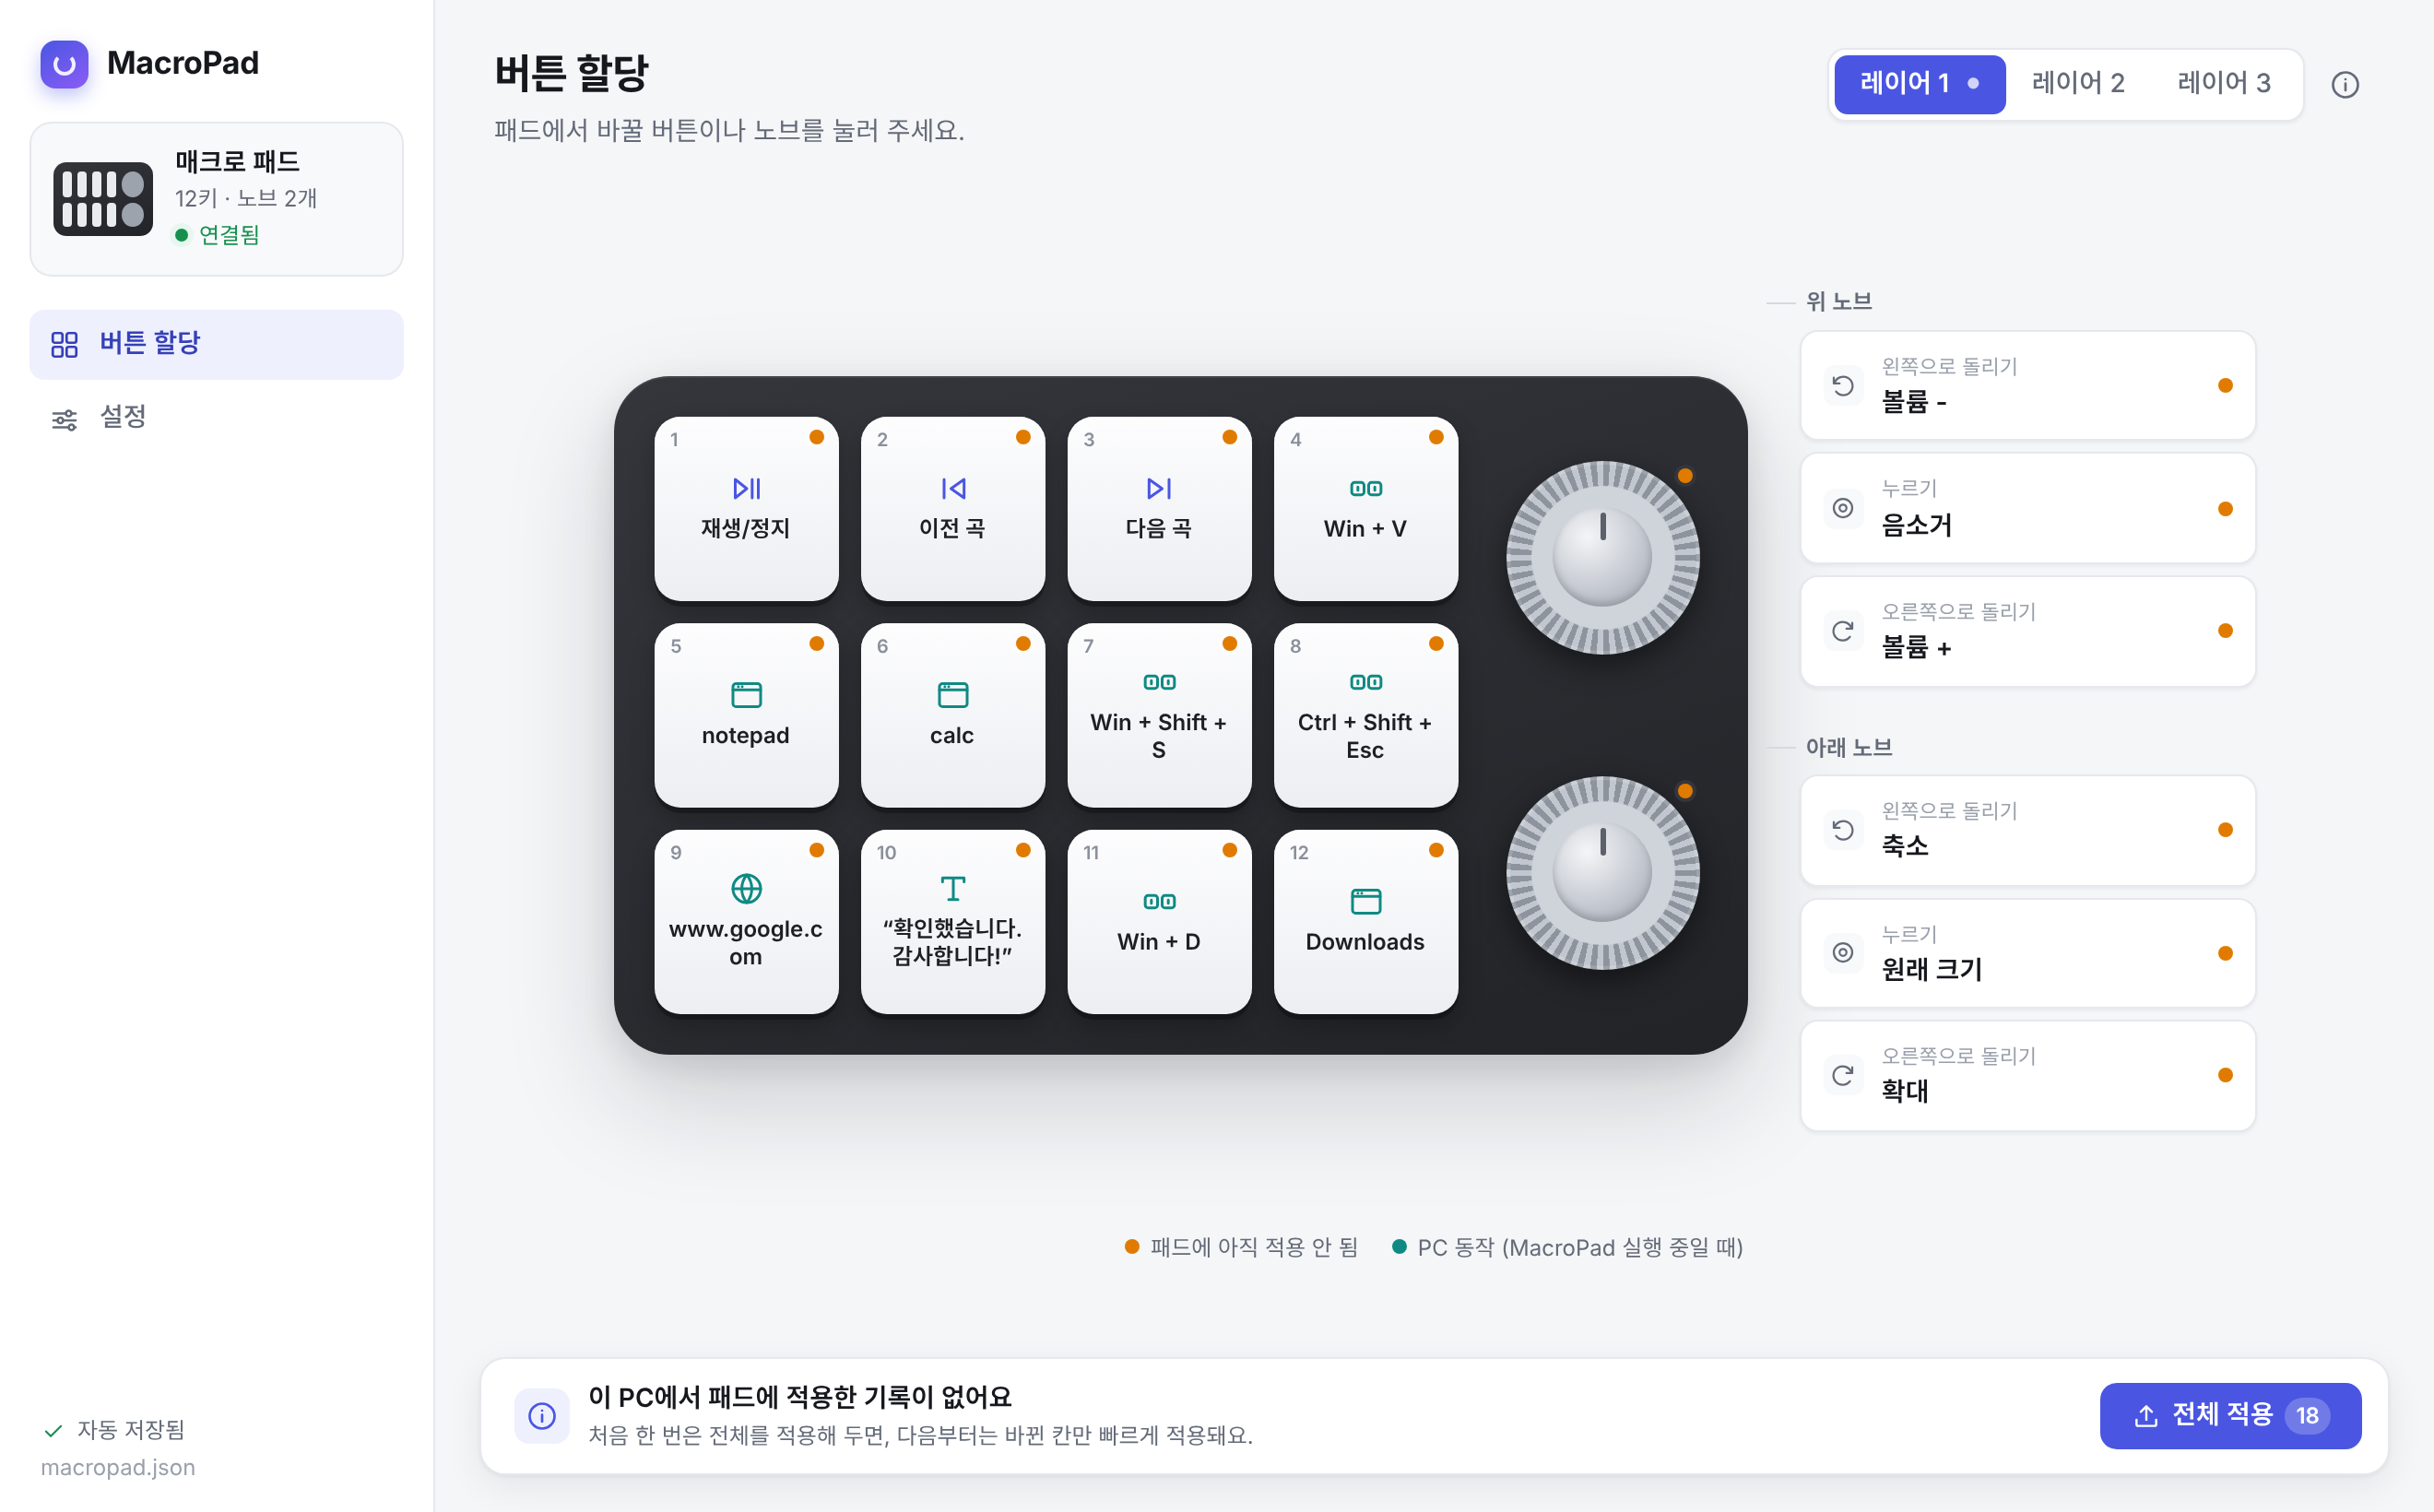 MacroPad
매크로 패드
12키 · 노브 2개
연결됨
버튼 할당
설정
자동 저장됨
macropad.json
버튼 할당
패드에서 바꿀 버튼이나 노브를 눌러 주세요.
레이어 1
레이어 2
레이어 3
1
재생/정지
2
이전 곡
3
다음 곡
4
Win + V
5
notepad
6
calc
7
Win + Shift +
S
8
Ctrl + Shift +
Esc
9
www.google.c
om
10
“확인했습니다.
감사합니다!”
11
Win + D
12
Downloads
위 노브
왼쪽으로 돌리기
볼륨 -
누르기
음소거
오른쪽으로 돌리기
볼륨 +
아래 노브
왼쪽으로 돌리기
축소
누르기
원래 크기
오른쪽으로 돌리기
확대
패드에 아직 적용 안 됨
PC 동작 (MacroPad 실행 중일 때)
이 PC에서 패드에 적용한 기록이 없어요
처음 한 번은 전체를 적용해 두면, 다음부터는 바뀐 칸만 빠르게 적용돼요.
전체 적용 18